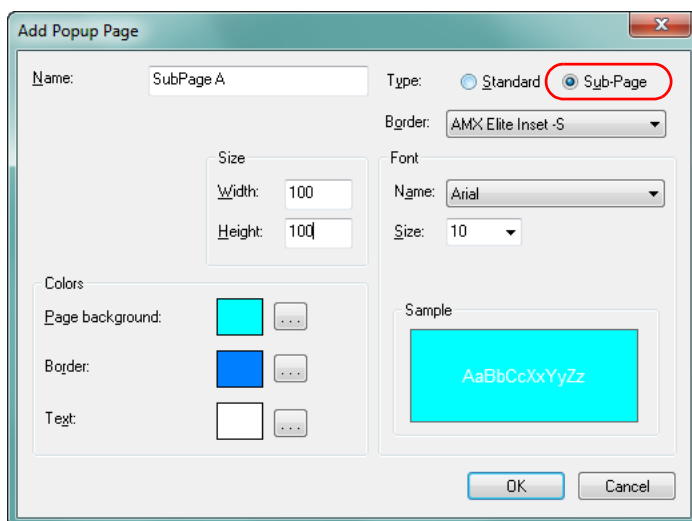 Add Popup Page
Name: SubPage A
Type: Standard Sub-Page
Border: AMX Elite Inset -S
Size
Width: 100
Height: 100
Font
Name: Arial
Size: 10
Colors
Page background: ...
Border: ...
Text: ...
Sample
AaBbCcXxYyZz
OK Cancel